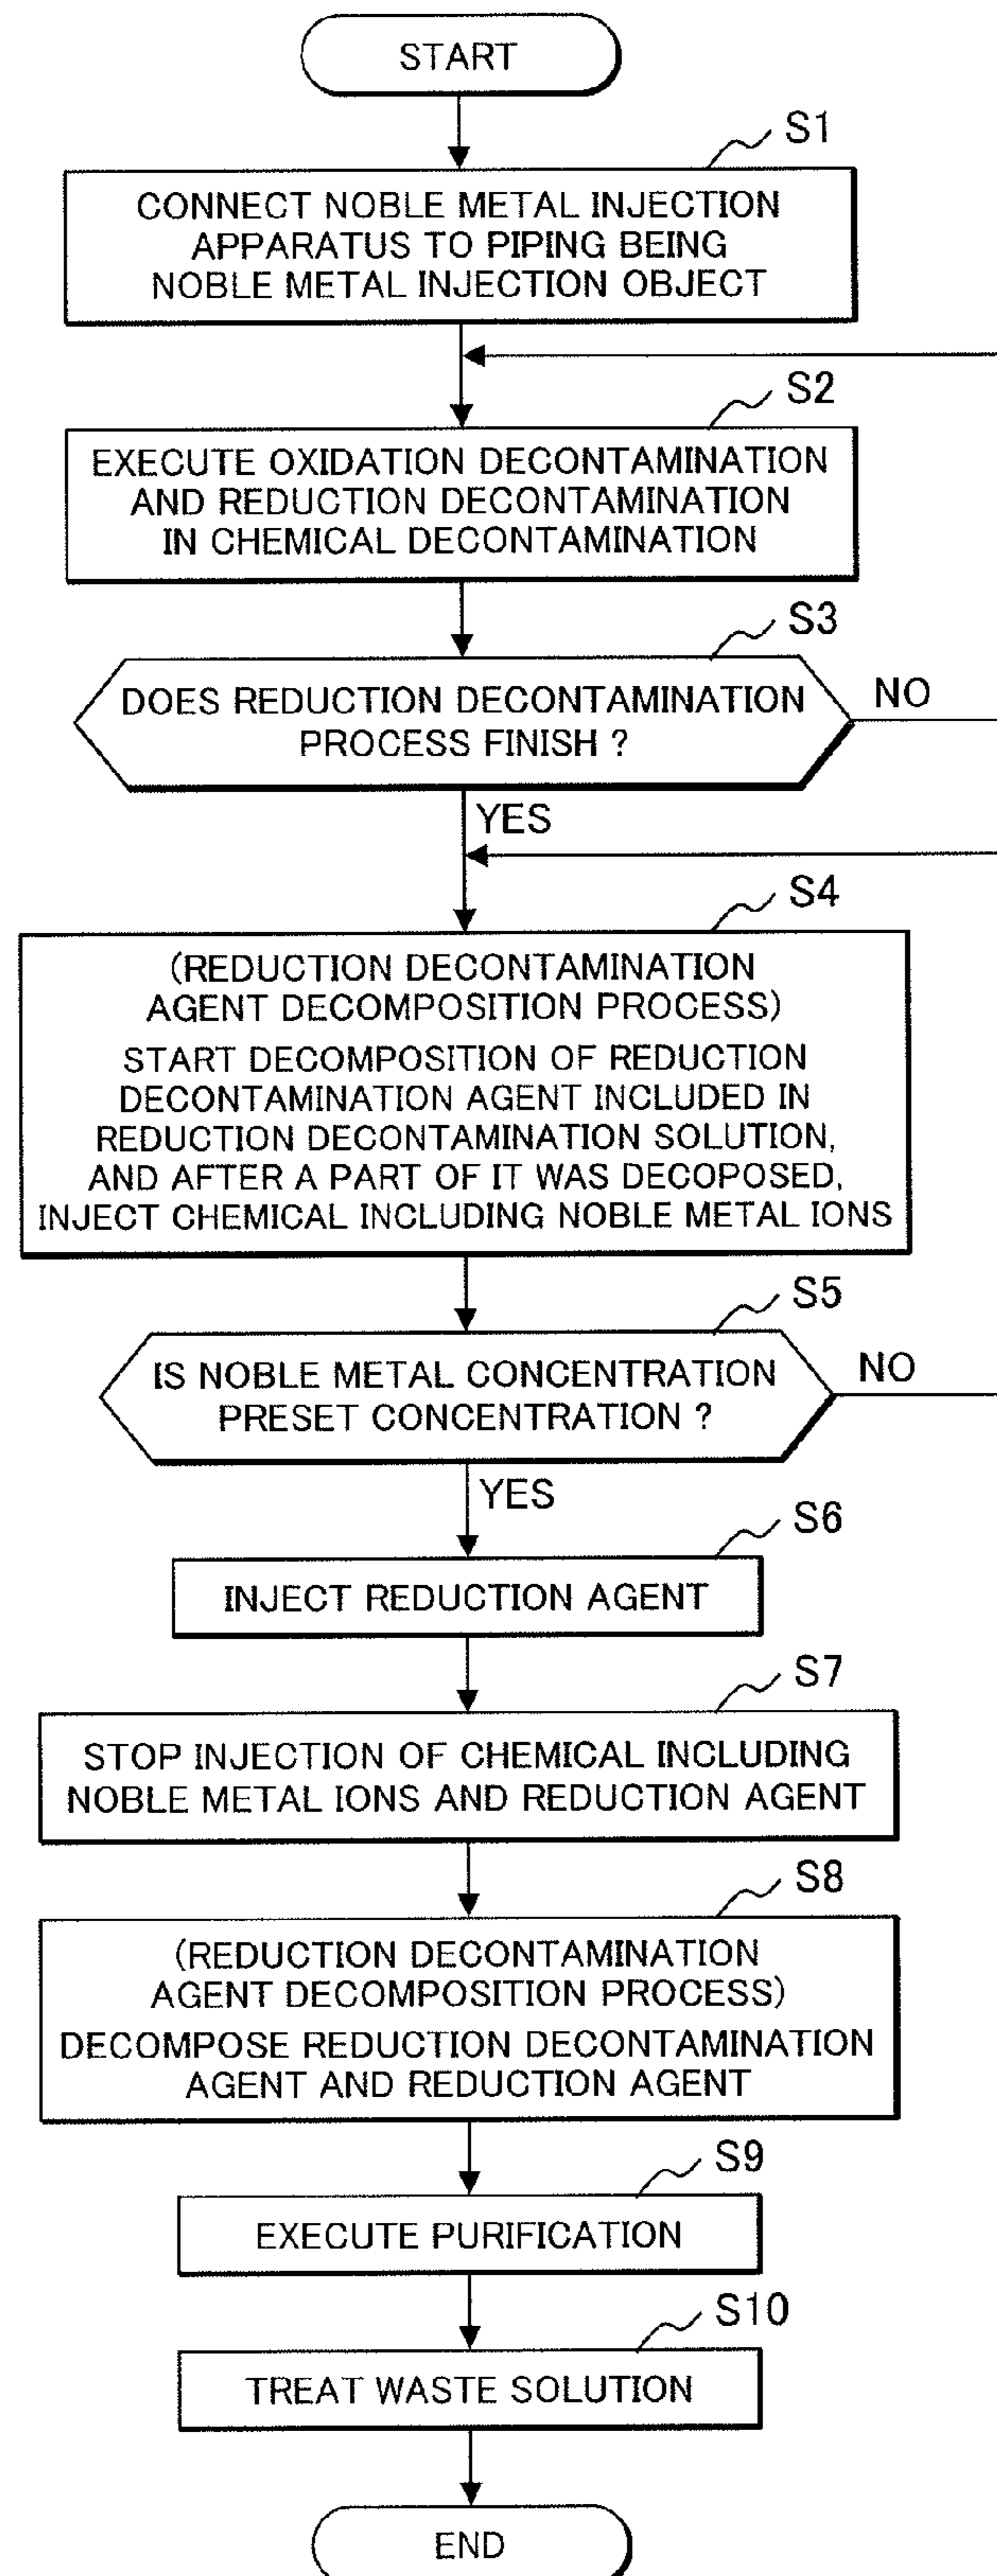 START
S1
CONNECT NOBLE METAL INJECTION
APPARATUS TO PIPING BEING
NOBLE METAL INJECTION OBJECT
S2
EXECUTE OXIDATION DECONTAMINATION
AND REDUCTION DECONTAMINATION
IN CHEMICAL DECONTAMINATION
S3
DOES REDUCTION DECONTAMINATION
PROCESS FINISH ?
NO
YES
S4
(REDUCTION DECONTAMINATION
AGENT DECOMPOSITION PROCESS)
START DECOMPOSITION OF REDUCTION
DECONTAMINATION AGENT INCLUDED IN
REDUCTION DECONTAMINATION SOLUTION,
AND AFTER A PART OF IT WAS DECOPOSED,
INJECT CHEMICAL INCLUDING NOBLE METAL IONS
S5
IS NOBLE METAL CONCENTRATION
PRESET CONCENTRATION ?
NO
YES
S6
INJECT REDUCTION AGENT
S7
STOP INJECTION OF CHEMICAL INCLUDING
NOBLE METAL IONS AND REDUCTION AGENT
S8
(REDUCTION DECONTAMINATION
AGENT DECOMPOSITION PROCESS)
DECOMPOSE REDUCTION DECONTAMINATION
AGENT AND REDUCTION AGENT
S9
EXECUTE PURIFICATION
S10
TREAT WASTE SOLUTION
END